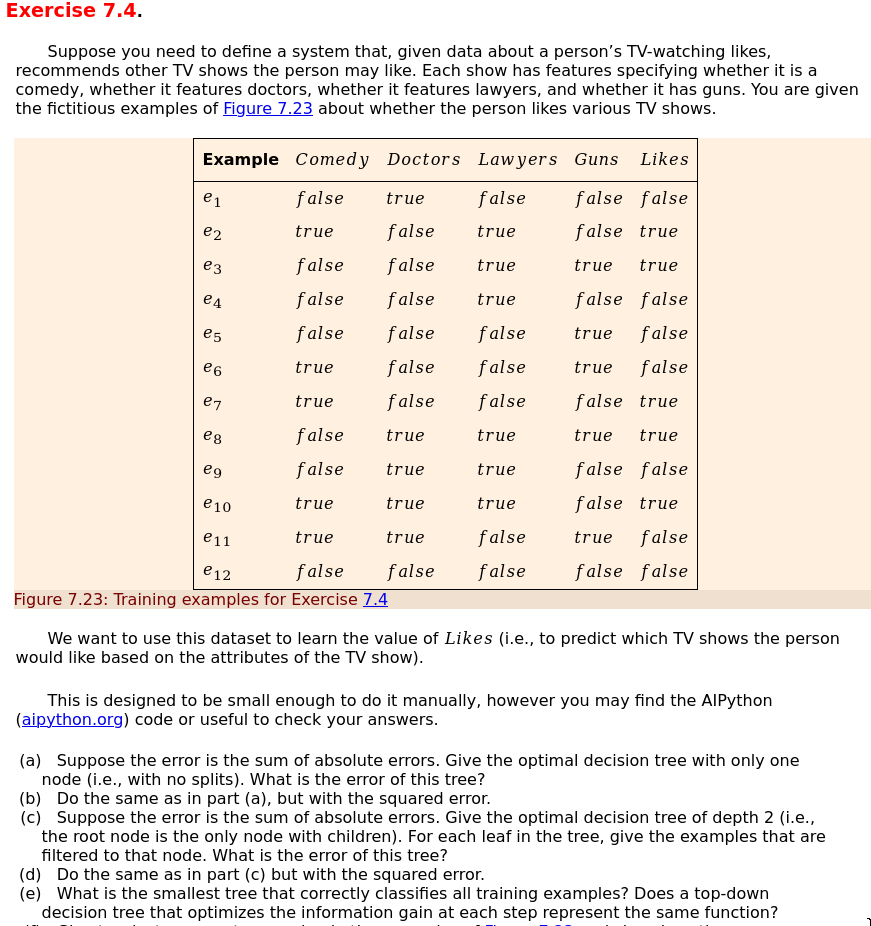 Exercise 7.4.
Suppose you need to define a system that, given data about a person’s TV-watching likes,
recommends other TV shows the person may like. Each show has features specifying whether it is a
comedy, whether it features doctors, whether it features lawyers, and whether it has guns. You are given
the fictitious examples of Figure 7.23 about whether the person likes various TV shows.
Example Comedy Doctors Lawyers Guns Likes
e1 false true false false false
e2 true false true false true
e3 false false true true true
e4 false false true false false
e5 false false false true false
e6 true false false true false
e7 true false false false true
e8 false true true true true
e9 false true true false false
e10 true true true false true
e11 true true false true false
e12 false false false false false
Figure 7.23: Training examples for Exercise 7.4
We want to use this dataset to learn the value of Likes (i.e., to predict which TV shows the person
would like based on the attributes of the TV show).
This is designed to be small enough to do it manually, however you may find the AIPython
(aipython.org) code or useful to check your answers.
(a) Suppose the error is the sum of absolute errors. Give the optimal decision tree with only one
node (i.e., with no splits). What is the error of this tree?
(b) Do the same as in part (a), but with the squared error.
(c) Suppose the error is the sum of absolute errors. Give the optimal decision tree of depth 2 (i.e.,
the root node is the only node with children). For each leaf in the tree, give the examples that are
filtered to that node. What is the error of this tree?
(d) Do the same as in part (c) but with the squared error.
(e) What is the smallest tree that correctly classifies all training examples? Does a top-down
decision tree that optimizes the information gain at each step represent the same function?